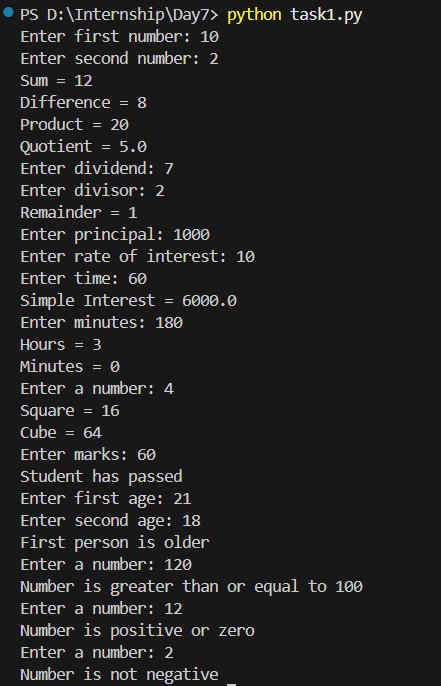 PS D:\Internship\Day7> python task1.py
Enter first number: 10
Enter second number: 2
Sum = 12
Difference = 8
Product = 20
Quotient = 5.0
Enter dividend: 7
Enter divisor: 2
Remainder = 1
Enter principal: 1000
Enter rate of interest: 10
Enter time: 60
Simple Interest = 6000.0
Enter minutes: 180
Hours = 3
Minutes = 0
Enter a number: 4
Square = 16
Cube = 64
Enter marks: 60
Student has passed
Enter first age: 21
Enter second age: 18
First person is older
Enter a number: 120
Number is greater than or equal to 100
Enter a number: 12
Number is positive or zero
Enter a number: 2
Number is not negative